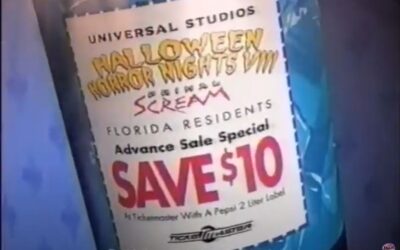 UNIVERSAL STUDIOS
HALLOWEEN
HORROR NIGHTS VIII
PRIMAL
SCREAM
FLORIDA RESIDENTS
Advance Sale Special
SAVE $10
At Ticketmaster With A Pepsi 2 Liter Label
TICKETMASTER